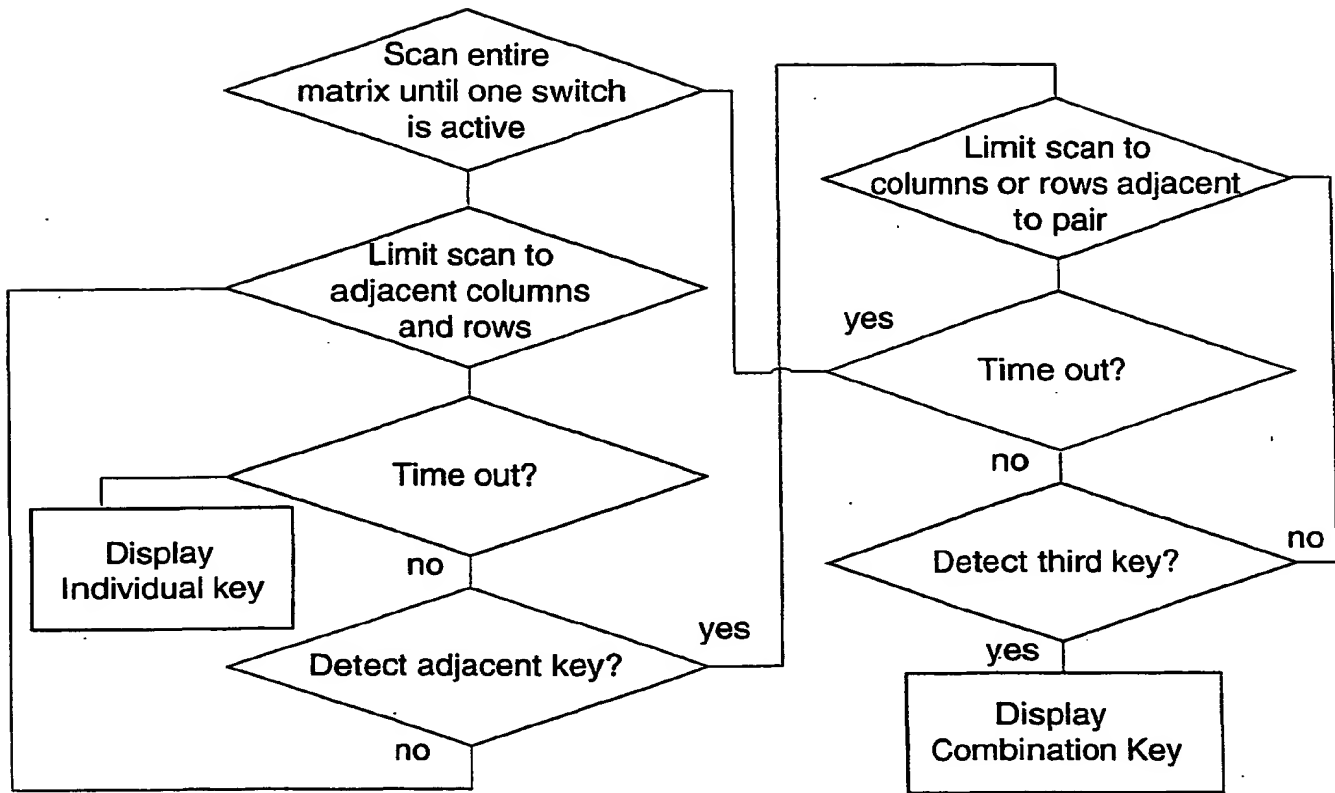 Scan entire
matrix until one switch
is active
Limit scan to
adjacent columns
and rows
Time out?
no
Display
Individual key
Detect adjacent key?
yes
no
Limit scan to
columns or rows adjacent
to pair
yes
Time out?
no
Detect third key?
no
yes
Display
Combination Key